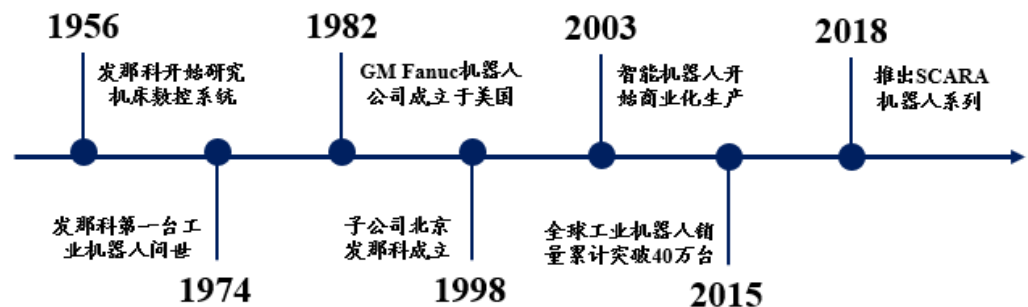 1956
发那科开始研究
机床数控系统
1982
GM Fanuc机器人
公司成立于美国
2003
智能机器人开
始商业化生产
2018
推出SCARA
机器人系列
发那科第一台工
业机器人问世
1974
子公司北京
发那科成立
1998
全球工业机器人销
量累计突破40万台
2015